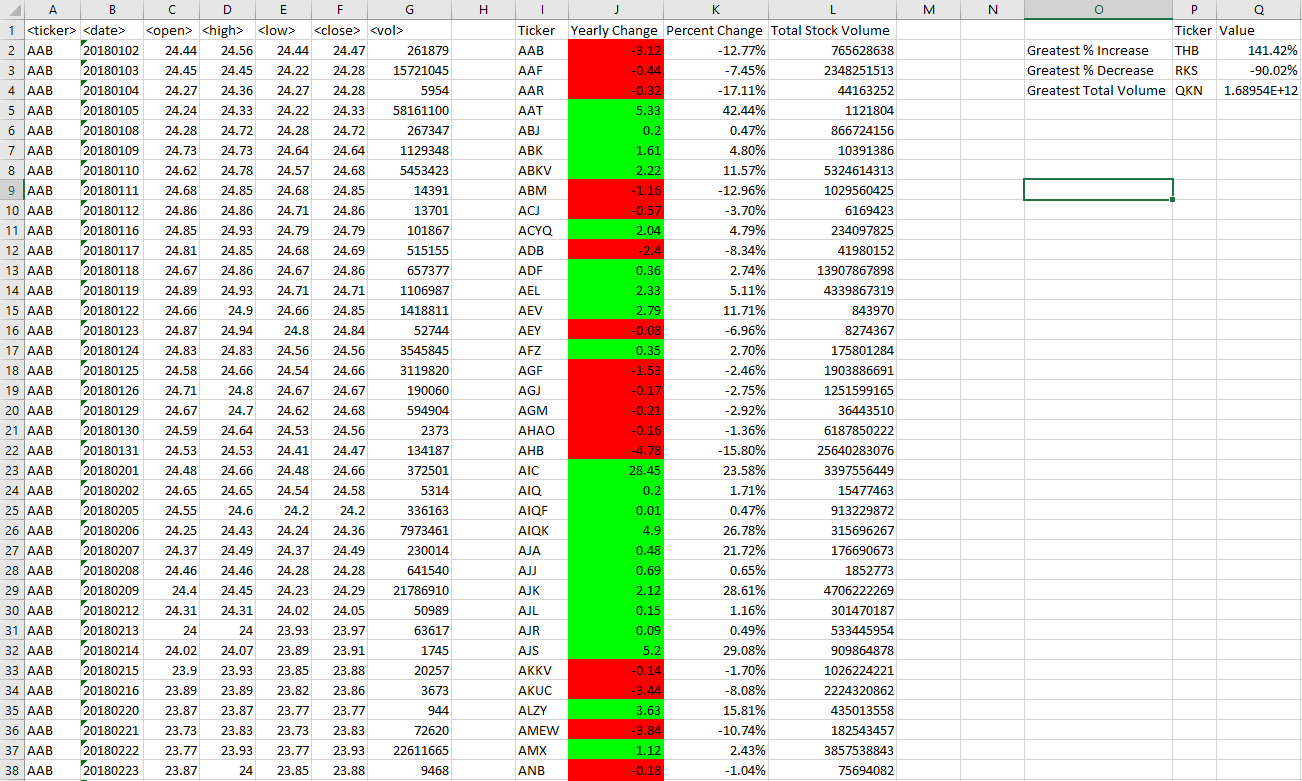 A B C D E F G H I J K L M N O P Q
1 <ticker> <date> <open> <high> <low> <close> <vol> Ticker Yearly Change Percent Change Total Stock Volume Ticker Value
2 AAB 20180102 24.44 24.56 24.44 24.47 261879 AAB -3.12 -12.77% 765628638 Greatest % Increase THB 141.42%
3 AAB 20180103 24.45 24.45 24.22 24.28 15721045 AAF -0.44 -7.45% 2348251513 Greatest % Decrease RKS -90.02%
4 AAB 20180104 24.27 24.36 24.27 24.28 5954 AAR -0.32 -17.11% 44163252 Greatest Total Volume QKN 1.68954E+12
5 AAB 20180105 24.24 24.33 24.22 24.33 58161100 AAT 5.33 42.44% 1121804
6 AAB 20180108 24.28 24.72 24.28 24.72 267347 ABJ 0.2 0.47% 866724156
7 AAB 20180109 24.73 24.73 24.64 24.64 1129348 ABK 1.61 4.80% 10391386
8 AAB 20180110 24.62 24.78 24.57 24.68 5453423 ABKV 2.22 11.57% 5324614313
9 AAB 20180111 24.68 24.85 24.68 24.85 14391 ABM -1.16 -12.96% 1029560425
10 AAB 20180112 24.86 24.86 24.71 24.86 13701 ACJ -0.57 -3.70% 6169423
11 AAB 20180116 24.85 24.93 24.79 24.79 101867 ACYQ 2.04 4.79% 234097825
12 AAB 20180117 24.81 24.85 24.68 24.69 515155 ADB -2.4 -8.34% 41980152
13 AAB 20180118 24.67 24.86 24.67 24.86 657377 ADF 0.36 2.74% 13907867898
14 AAB 20180119 24.89 24.93 24.71 24.71 1106987 AEL 2.33 5.11% 4339867319
15 AAB 20180122 24.66 24.9 24.66 24.85 1418811 AEV 2.79 11.71% 843970
16 AAB 20180123 24.87 24.94 24.8 24.84 52744 AEY -0.08 -6.96% 8274367
17 AAB 20180124 24.83 24.83 24.56 24.56 3545845 AFZ 0.35 2.70% 175801284
18 AAB 20180125 24.58 24.66 24.54 24.66 3119820 AGF -1.53 -2.46% 1903886691
19 AAB 20180126 24.71 24.8 24.67 24.67 190060 AGJ -0.17 -2.75% 1251599165
20 AAB 20180129 24.67 24.7 24.62 24.68 594904 AGM -0.21 -2.92% 36443510
21 AAB 20180130 24.59 24.64 24.53 24.56 2373 AHAO -0.16 -1.36% 6187850222
22 AAB 20180131 24.53 24.53 24.41 24.47 134187 AHB -4.78 -15.80% 25640283076
23 AAB 20180201 24.48 24.66 24.48 24.66 372501 AIC 28.45 23.58% 3397556449
24 AAB 20180202 24.65 24.65 24.54 24.58 5314 AIQ 0.2 1.71% 15477463
25 AAB 20180205 24.55 24.6 24.2 24.2 336163 AIQF 0.01 0.47% 913229872
26 AAB 20180206 24.25 24.43 24.24 24.36 7973461 AIQK 4.9 26.78% 315696267
27 AAB 20180207 24.37 24.49 24.37 24.49 230014 AJA 0.48 21.72% 176690673
28 AAB 20180208 24.46 24.46 24.28 24.28 641540 AJJ 0.69 0.65% 1852773
29 AAB 20180209 24.4 24.45 24.23 24.29 21786910 AJK 2.12 28.61% 4706222269
30 AAB 20180212 24.31 24.31 24.02 24.05 50989 AJL 0.15 1.16% 301470187
31 AAB 20180213 24 24 23.93 23.97 63617 AJR 0.09 0.49% 533445954
32 AAB 20180214 24.02 24.07 23.89 23.91 1745 AJS 5.2 29.08% 909864878
33 AAB 20180215 23.9 23.93 23.85 23.88 20257 AKKV -0.14 -1.70% 1026224221
34 AAB 20180216 23.89 23.89 23.82 23.86 3673 AKUC -3.44 -8.08% 2224320862
35 AAB 20180220 23.87 23.87 23.77 23.77 944 ALZY 3.63 15.81% 435013558
36 AAB 20180221 23.73 23.83 23.73 23.83 72620 AMEW -3.84 -10.74% 182543457
37 AAB 20180222 23.77 23.93 23.77 23.93 22611665 AMX 1.12 2.43% 3857538843
38 AAB 20180223 23.87 24 23.85 23.88 9468 ANB -0.18 -1.04% 75694082